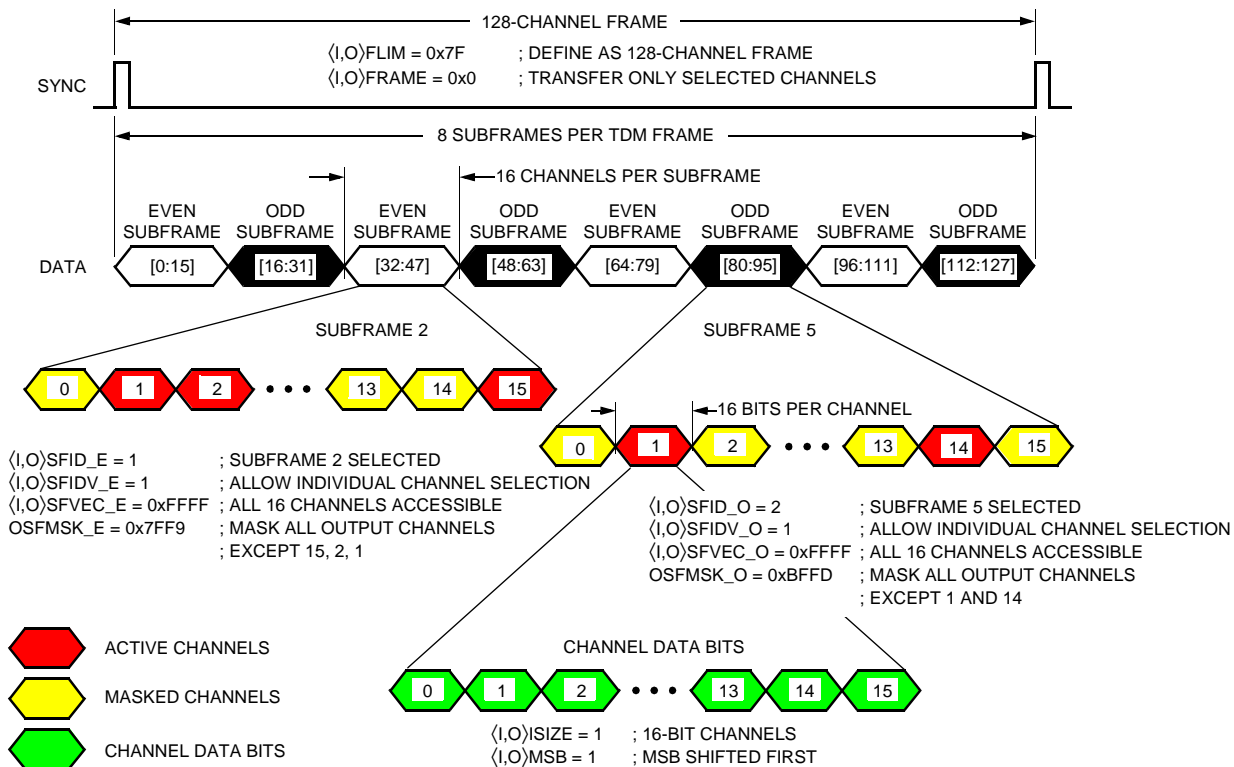 128-CHANNEL FRAME
⟨I,O⟩FLIM = 0x7F ; DEFINE AS 128-CHANNEL FRAME
⟨I,O⟩FRAME = 0x0 ; TRANSFER ONLY SELECTED CHANNELS
SYNC
8 SUBFRAMES PER TDM FRAME
16 CHANNELS PER SUBFRAME
EVEN SUBFRAME
ODD SUBFRAME
EVEN SUBFRAME
ODD SUBFRAME
EVEN SUBFRAME
ODD SUBFRAME
EVEN SUBFRAME
ODD SUBFRAME
DATA [0:15] [16:31] [32:47] [48:63] [64:79] [80:95] [96:111] [112:127]
SUBFRAME 2
SUBFRAME 5
0 1 2 • • • 13 14 15
16 BITS PER CHANNEL
0 1 2 • • • 13 14 15
⟨I,O⟩SFID_E = 1 ; SUBFRAME 2 SELECTED
⟨I,O⟩SFIDV_E = 1 ; ALLOW INDIVIDUAL CHANNEL SELECTION
⟨I,O⟩SFVEC_E = 0xFFFF ; ALL 16 CHANNELS ACCESSIBLE
OSFMSK_E = 0x7FF9 ; MASK ALL OUTPUT CHANNELS
; EXCEPT 15, 2, 1
⟨I,O⟩SFID_O = 2 ; SUBFRAME 5 SELECTED
⟨I,O⟩SFIDV_O = 1 ; ALLOW INDIVIDUAL CHANNEL SELECTION
⟨I,O⟩SFVEC_O = 0xFFFF ; ALL 16 CHANNELS ACCESSIBLE
OSFMSK_O = 0xBFFD ; MASK ALL OUTPUT CHANNELS
; EXCEPT 1 AND 14
ACTIVE CHANNELS
MASKED CHANNELS
CHANNEL DATA BITS
CHANNEL DATA BITS
0 1 2 • • • 13 14 15
⟨I,O⟩ISIZE = 1 ; 16-BIT CHANNELS
⟨I,O⟩MSB = 1 ; MSB SHIFTED FIRST